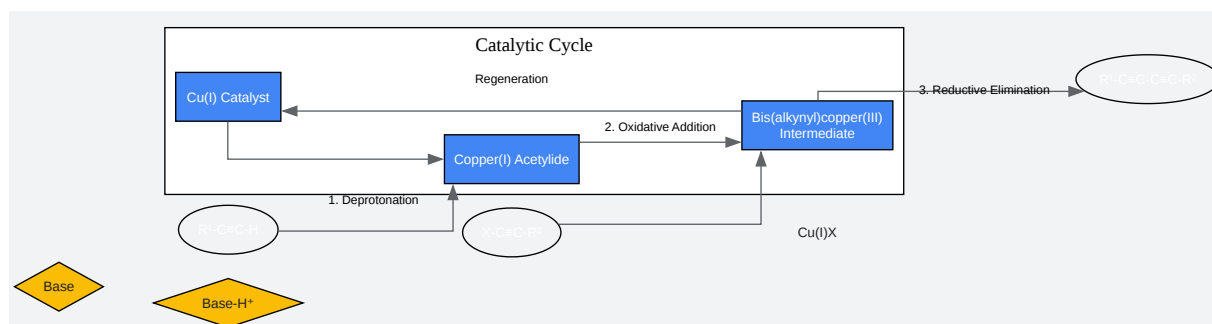 Catalytic Cycle
Regeneration
Cu(I) Catalyst
R¹-C≡C-C≡C-R²
3. Reductive Elimination
Bis(alkynyl)copper(III)
Intermediate
2. Oxidative Addition
Copper(I) Acetylide
1. Deprotonation
R¹-C≡C-H
X-C≡C-R²
Cu(I)X
Base
Base-H⁺